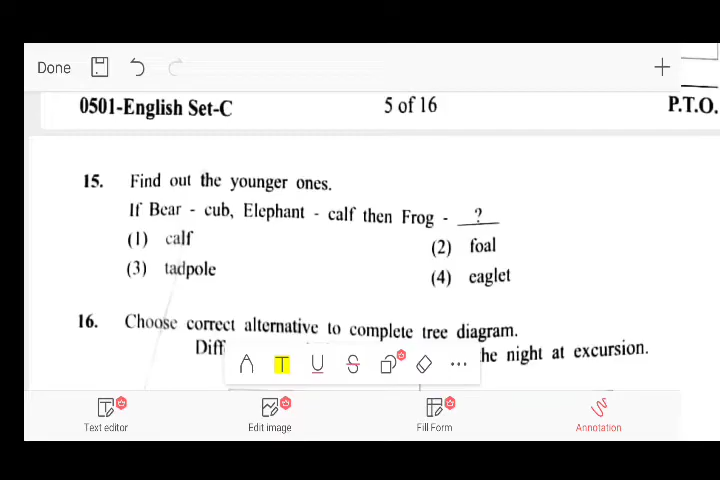 Done
0501-English Set-C 5 of 16 P.T.O.
15. Find out the younger ones.
If Bear - cub, Elephant - calf then Frog - ?
(1) calf (2) foal
(3) tadpole (4) eaglet
16. Choose correct alternative to complete tree diagram.
Diff he night at excursion.
T U S
Text editor Edit image Fill Form Annotation